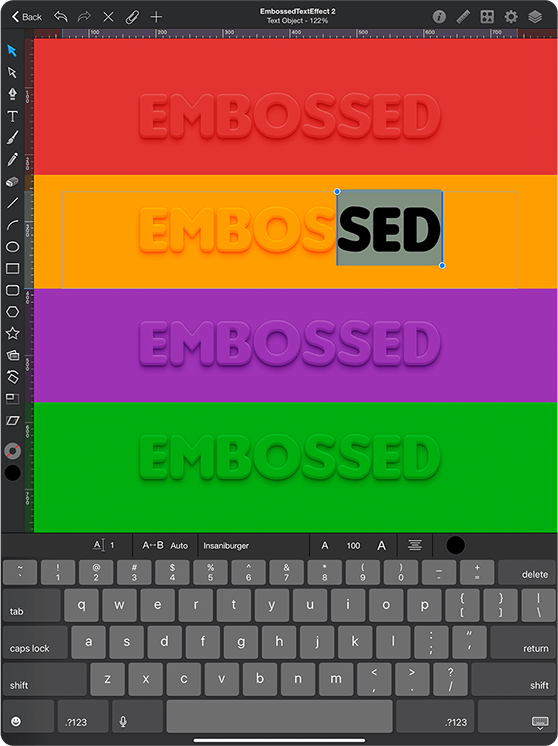 Back
EmbossedTextEffect 2
Text Object - 122%
100 200 300 400 500 600 700
EMBOSSED
EMBOSSED
EMBOSSED
EMBOSSED
A 1 A↔B Auto Insaniburger A 100 A
~ ! @ # $ % ^ & * ( ) _ + delete
` 1 2 3 4 5 6 7 8 9 0 - =
tab q w e r t y u i o p { } |
[ ] \
caps lock a s d f g h j k l : " return
; '
shift z x c v b n m < > ? shift
, . /
.?123 .?123